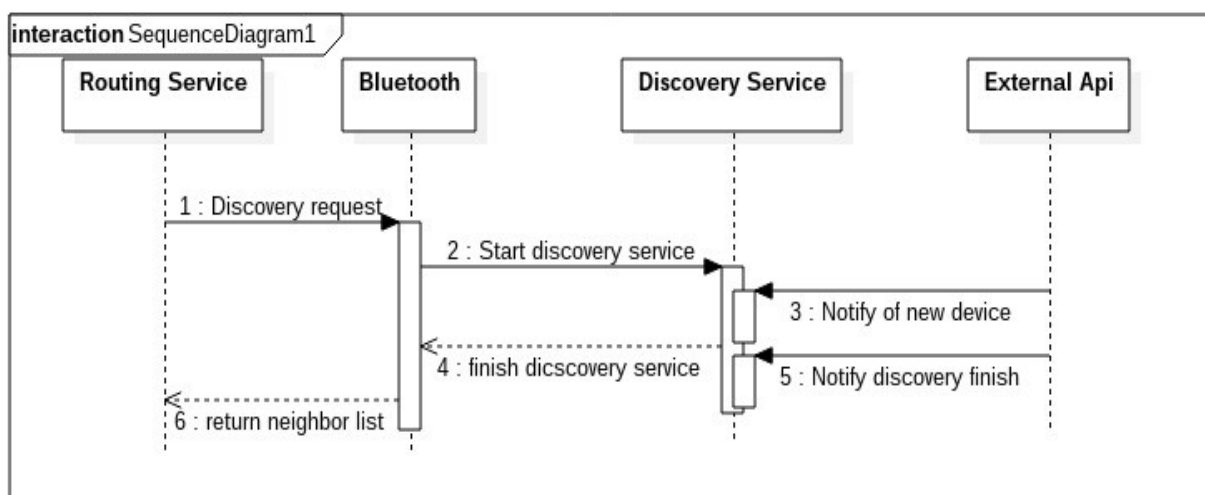 interaction SequenceDiagram1
Routing Service
Bluetooth
Discovery Service
External Api
1 : Discovery request
2 : Start discovery service
3 : Notify of new device
4 : finish dicscovery service
5 : Notify discovery finish
6 : return neighbor list